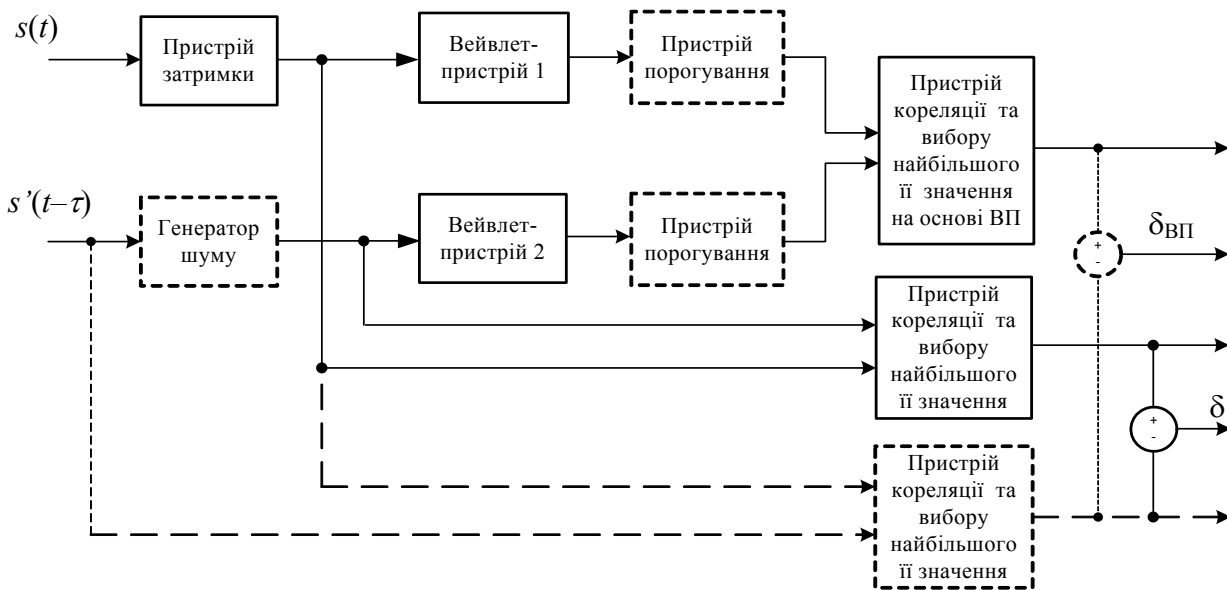 s(t)
Пристрій
затримки
Вейвлет-
пристрій 1
Пристрій
порогування
Пристрій
кореляції та
вибору
найбільшого
її значення
на основі ВП
s’(t–τ)
Генератор
шуму
Вейвлет-
пристрій 2
Пристрій
порогування
+
-
δВП
Пристрій
кореляції та
вибору
найбільшого
її значення
+
-
δ
Пристрій
кореляції та
вибору
найбільшого
її значення